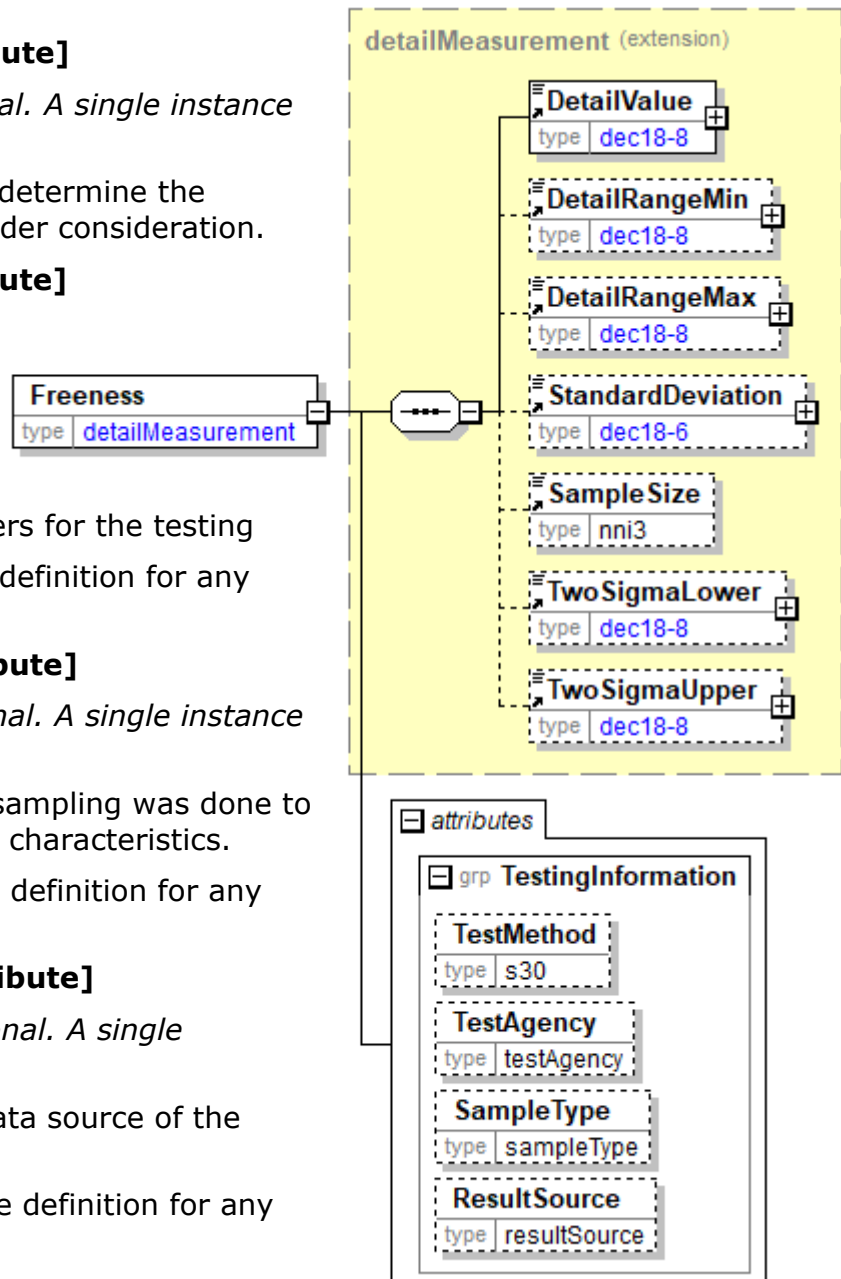 ute]
al. A single instance
determine the
der consideration.
ute]
ers for the testing
definition for any
bute]
nal. A single instance
sampling was done to
characteristics.
definition for any
ibute]
onal. A single
ata source of the
e definition for any
Freeness
type detailMeasurement
detailMeasurement (extension)
DetailValue
type dec18-8
DetailRangeMin
type dec18-8
DetailRangeMax
type dec18-8
StandardDeviation
type dec18-6
SampleSize
type nni3
TwoSigmaLower
type dec18-8
TwoSigmaUpper
type dec18-8
attributes
grp TestingInformation
TestMethod
type s30
TestAgency
type testAgency
SampleType
type sampleType
ResultSource
type resultSource